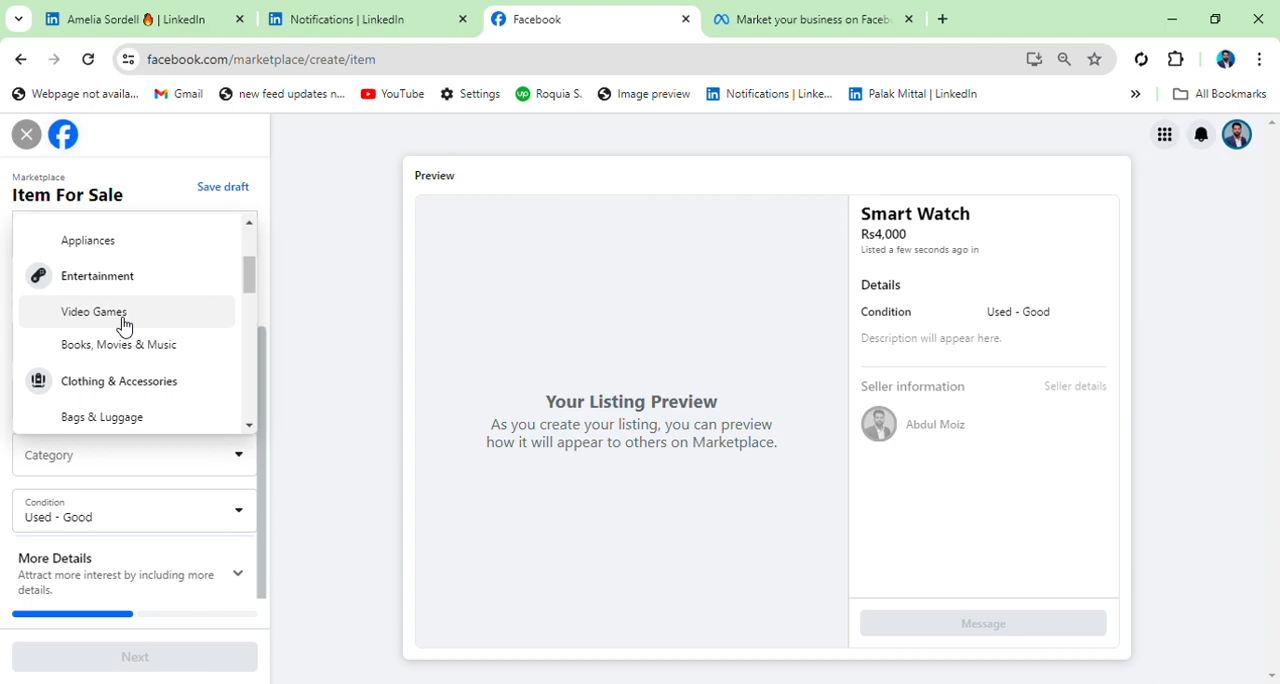 Amelia Sordell🔥 | LinkedIn
Notifications | LinkedIn
Facebook
Market your business on Faceb
facebook.com/marketplace/create/item
Webpage not availa...
Gmail
new feed updates n...
YouTube
Settings
Roquia S.
Image preview
Notifications | Linke...
Palak Mittal | LinkedIn
All Bookmarks
Marketplace
Item For Sale
Save draft
Appliances
Entertainment
Video Games
Books, Movies & Music
Clothing & Accessories
Bags & Luggage
Category
Condition
Used - Good
More Details
Attract more interest by including more
details.
Next
Preview
Your Listing Preview
As you create your listing, you can preview
how it will appear to others on Marketplace.
Smart Watch
Rs4,000
Listed a few seconds ago in
Details
Condition Used - Good
Description will appear here.
Seller information Seller details
Abdul Moiz
Message